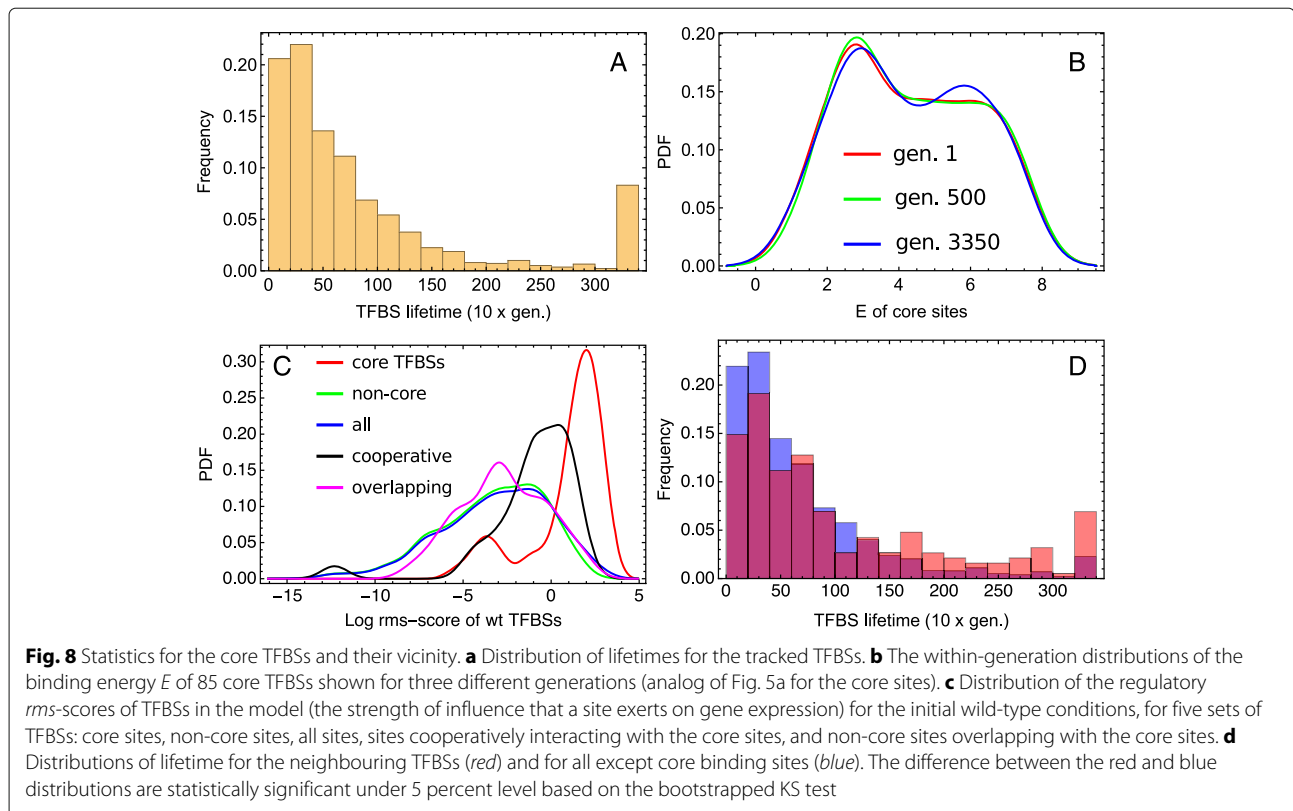 A
Frequency
0.20
0.15
0.10
0.05
0.00
0 50 100 150 200 250 300
TFBS lifetime (10 x gen.)
B
PDF
0.20
0.15
0.10
0.05
0.00
gen. 1
gen. 500
gen. 3350
0 2 4 6 8
E of core sites
C
PDF
0.30
0.25
0.20
0.15
0.10
0.05
0.00
core TFBSs
non-core
all
cooperative
overlapping
−15 −10 −5 0 5
Log rms−score of wt TFBSs
D
Frequency
0.20
0.15
0.10
0.05
0.00
0 50 100 150 200 250 300
TFBS lifetime (10 x gen.)
Fig. 8 Statistics for the core TFBSs and their vicinity. a Distribution of lifetimes for the tracked TFBSs. b The within-generation distributions of the
binding energy E of 85 core TFBSs shown for three different generations (analog of Fig. 5a for the core sites). c Distribution of the regulatory
rms-scores of TFBSs in the model (the strength of influence that a site exerts on gene expression) for the initial wild-type conditions, for five sets of
TFBSs: core sites, non-core sites, all sites, sites cooperatively interacting with the core sites, and non-core sites overlapping with the core sites. d
Distributions of lifetime for the neighbouring TFBSs (red) and for all except core binding sites (blue). The difference between the red and blue
distributions are statistically significant under 5 percent level based on the bootstrapped KS test